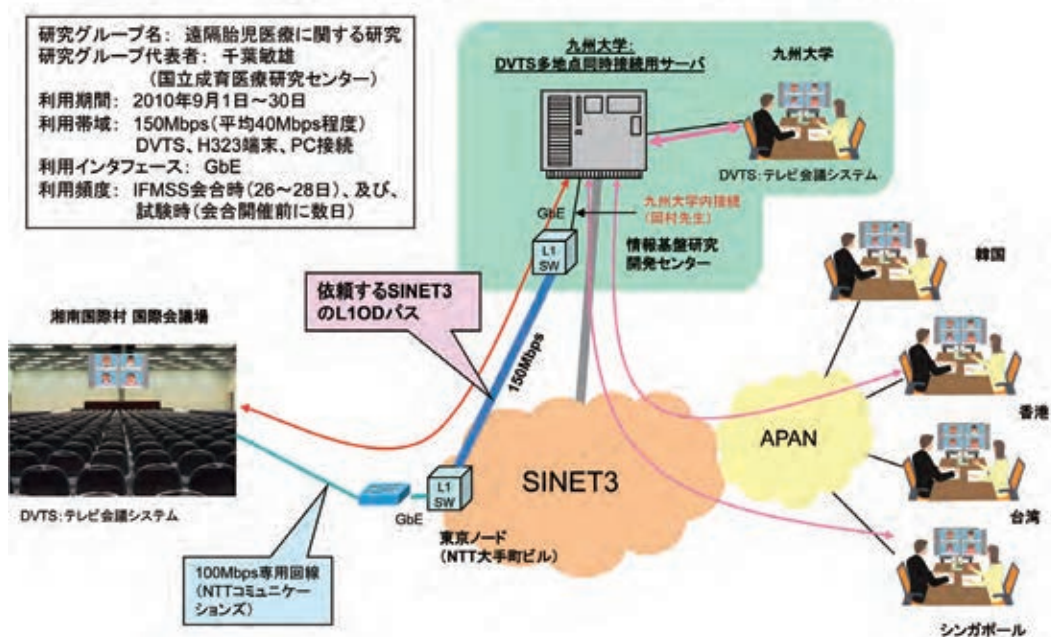 研究グループ名： 遠隔胎児医療に関する研究
研究グループ代表者： 千葉敏雄
（国立成育医療研究センター）
利用期間： 2010年9月1日～30日
利用帯域： 150Mbps（平均40Mbps程度）
DVTS、H323端末、PC接続
利用インタフェース： GbE
利用頻度： IFMSS会合時（26～28日）、及び、
試験時（会合開催前に数日）
九州大学：
DVTS多地点同時接続用サーバ
九州大学
DVTS：テレビ会議システム
GbE
九州大学内接続
（岡村先生）
L1
SW
情報基盤研究
開発センター
韓国
依頼するSINET3
のL1ODパス
湘南国際村 国際会議場
150Mbps
香港
APAN
SINET3
L1
SW
GbE
DVTS：テレビ会議システム
台湾
東京ノード
（NTT大手町ビル）
100Mbps専用回線
（NTTコミュニケー
ションズ）
シンガポール